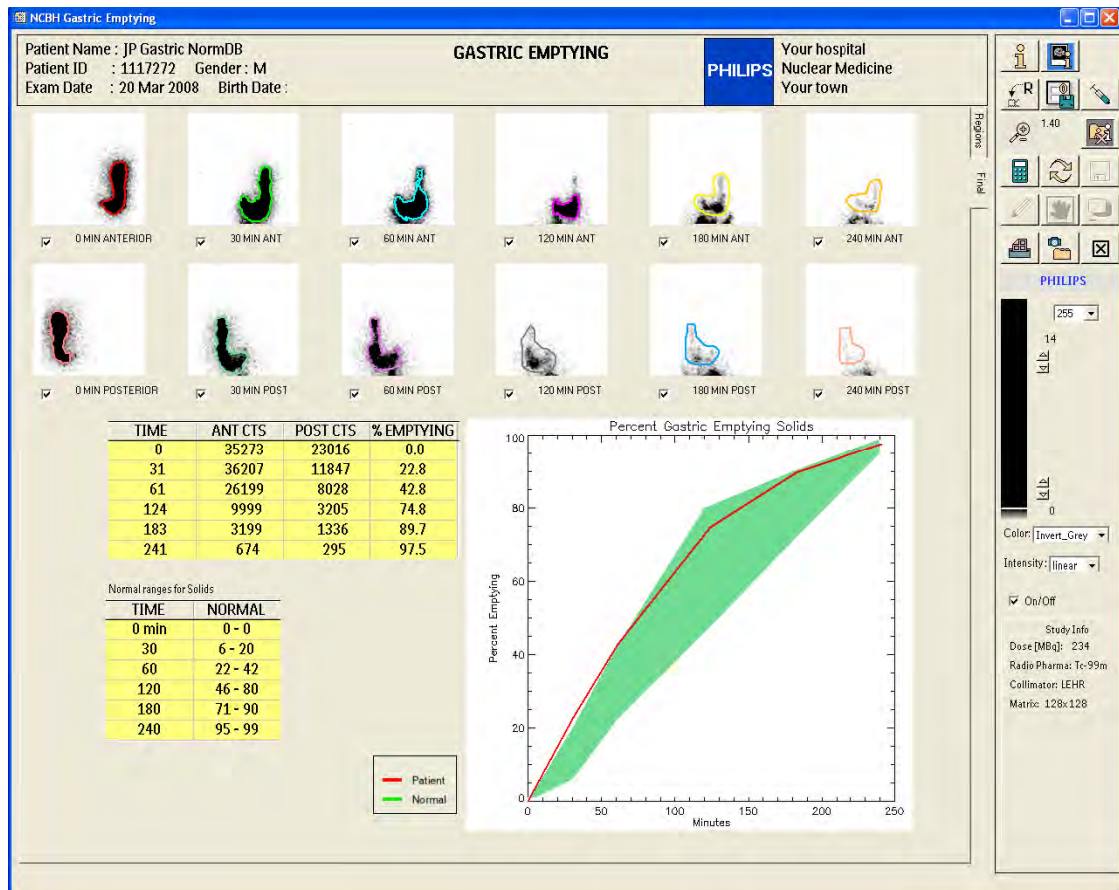 NCBH Gastric Emptying
Patient Name : JP Gastric NormDB
Patient ID : 1117272 Gender : M
Exam Date : 20 Mar 2008 Birth Date :
GASTRIC EMPTYING
PHILIPS
Your hospital
Nuclear Medicine
Your town
Regions
Final
R
1.40
0 MIN ANTERIOR
30 MIN ANT
60 MIN ANT
120 MIN ANT
180 MIN ANT
240 MIN ANT
0 MIN POSTERIOR
30 MIN POST
60 MIN POST
120 MIN POST
180 MIN POST
240 MIN POST
TIME ANT CTS POST CTS % EMPTYING
0 35273 23016 0.0
31 36207 11847 22.8
61 26199 8028 42.8
124 9999 3205 74.8
183 3199 1336 89.7
241 674 295 97.5
Normal ranges for Solids
TIME NORMAL
0 min 0 - 0
30 6 - 20
60 22 - 42
120 46 - 80
180 71 - 90
240 95 - 99
Patient
Normal
Percent Gastric Emptying Solids
Percent Emptying
100
80
60
40
20
0
0 50 100 150 200 250
Minutes
PHILIPS
255
14
0
Color: Invert_Grey
Intensity: linear
On/Off
Study Info
Dose [MBq]: 234
Radio Pharma: Tc-99m
Collimator: LEHR
Matrix: 128x128